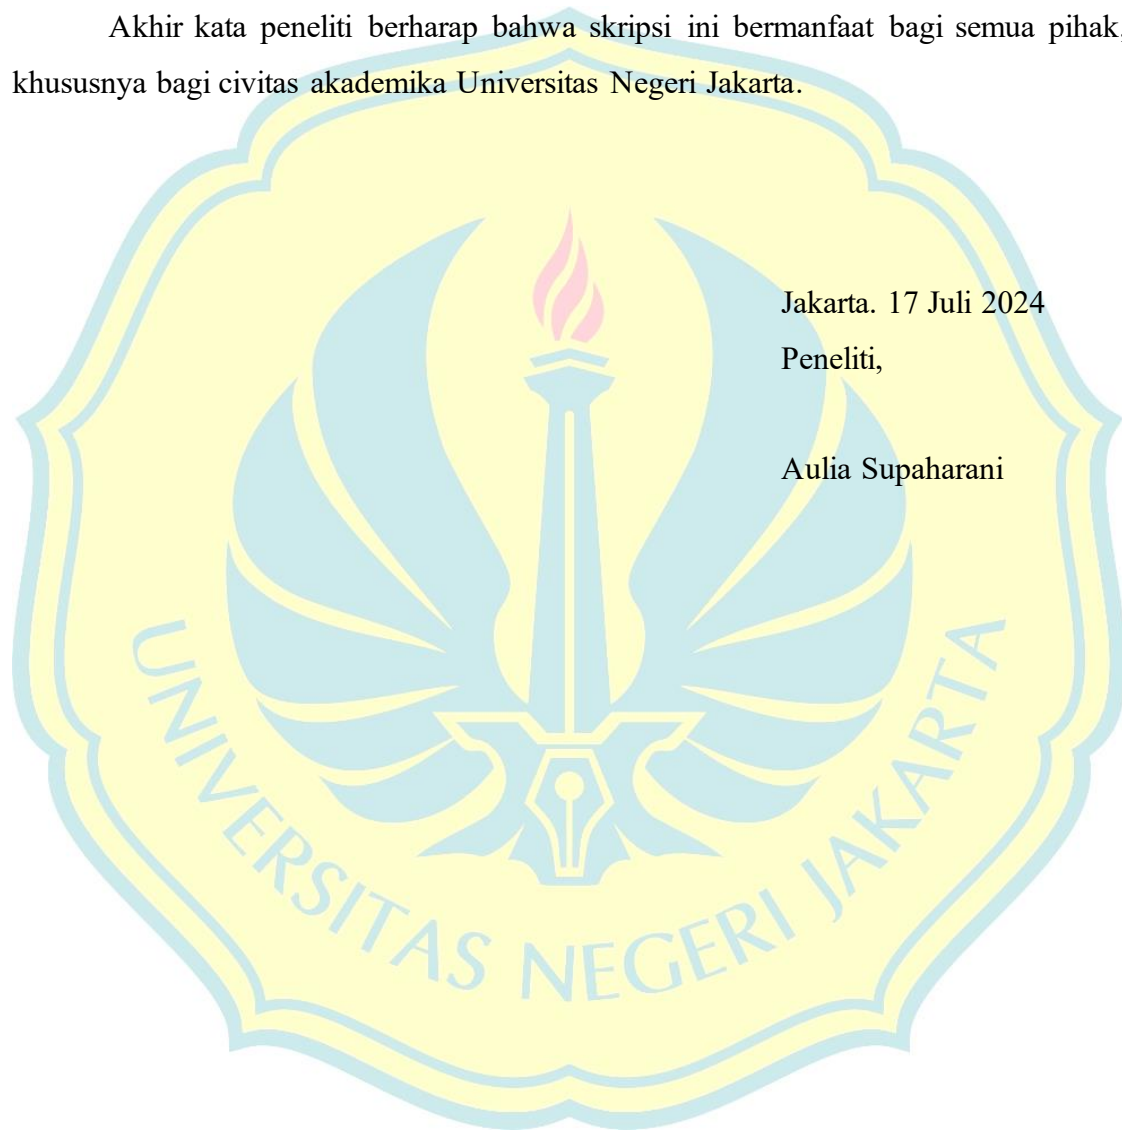 Akhir kata peneliti berharap bahwa skripsi ini bermanfaat bagi semua pihak,
khususnya bagi civitas akademika Universitas Negeri Jakarta.
Jakarta. 17 Juli 2024
Peneliti,
Aulia Supaharani
UNIVERSITAS NEGERI JAKARTA